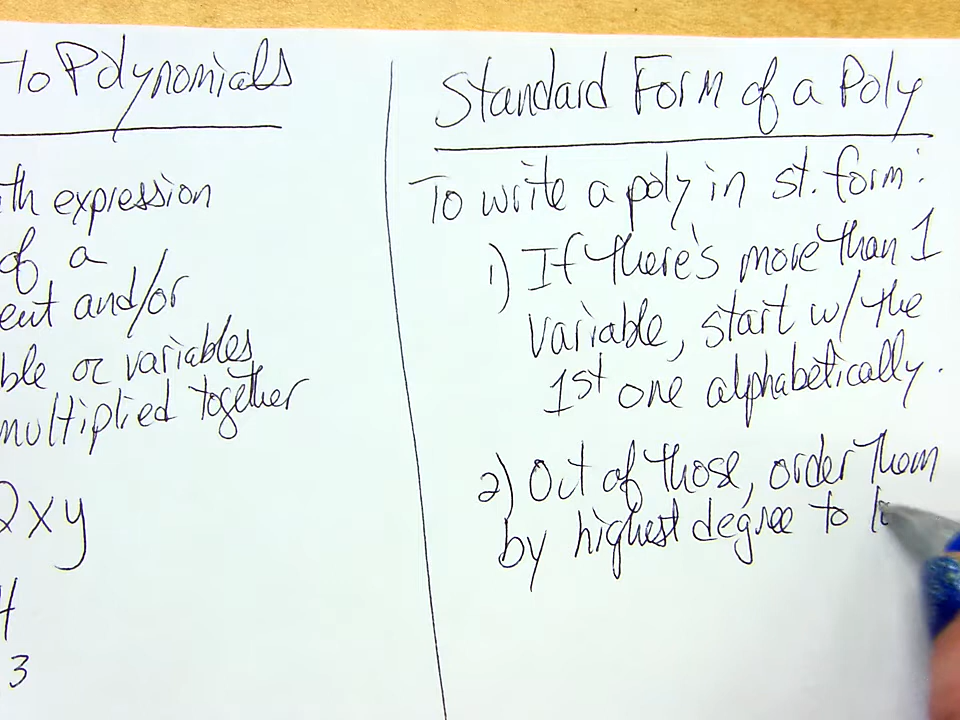 to Polynomials
th expression
of a
ent and/or
ble or variables
multiplied together
2xy
4
3
Standard Form of a Poly
To write a poly in st. form:
1) If there's more than 1
variable, start w/ the
1st one alphabetically.
2) Out of those, order them
by highest degree to